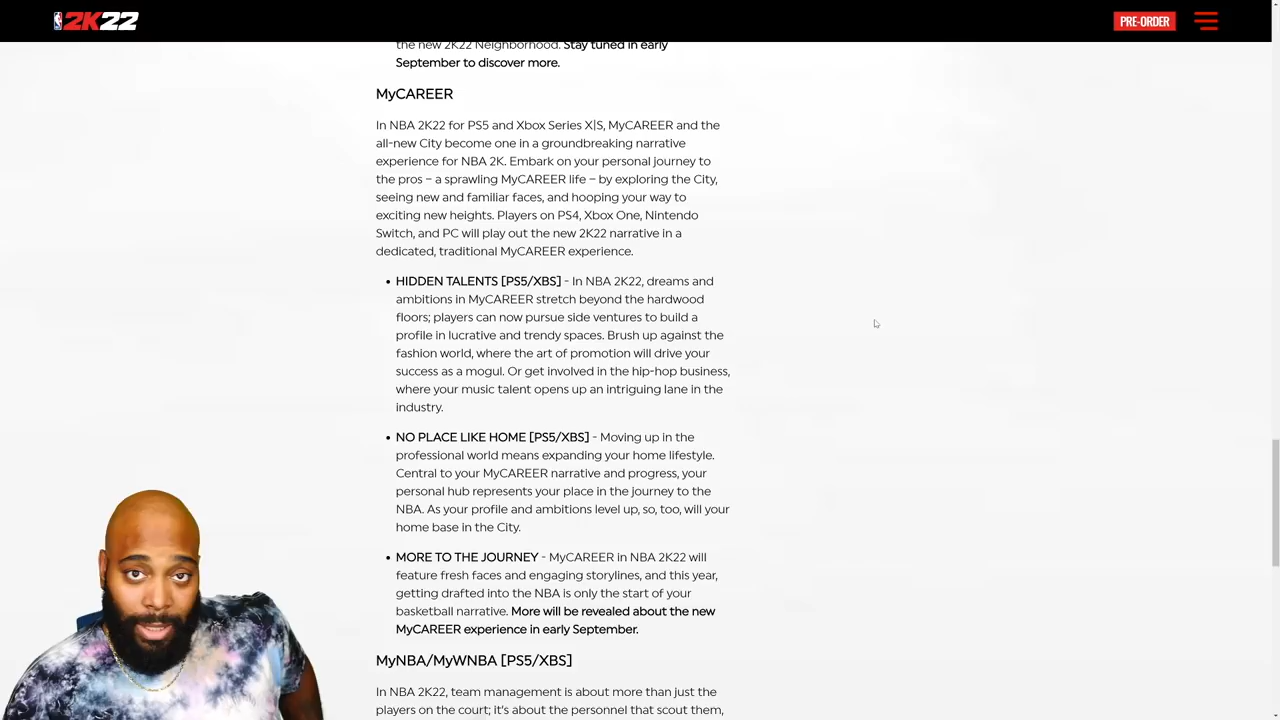 2K22
PRE-ORDER
the new 2K22 Neighborhood. Stay tuned in early
September to discover more.
MyCAREER
In NBA 2K22 for PS5 and Xbox Series X|S, MyCAREER and the
all-new City become one in a groundbreaking narrative
experience for NBA 2K. Embark on your personal journey to
the pros – a sprawling MyCAREER life – by exploring the City,
seeing new and familiar faces, and hooping your way to
exciting new heights. Players on PS4, Xbox One, Nintendo
Switch, and PC will play out the new 2K22 narrative in a
dedicated, traditional MyCAREER experience.
• HIDDEN TALENTS [PS5/XBS] - In NBA 2K22, dreams and
ambitions in MyCAREER stretch beyond the hardwood
floors; players can now pursue side ventures to build a
profile in lucrative and trendy spaces. Brush up against the
fashion world, where the art of promotion will drive your
success as a mogul. Or get involved in the hip-hop business,
where your music talent opens up an intriguing lane in the
industry.
• NO PLACE LIKE HOME [PS5/XBS] - Moving up in the
professional world means expanding your home lifestyle.
Central to your MyCAREER narrative and progress, your
personal hub represents your place in the journey to the
NBA. As your profile and ambitions level up, so, too, will your
home base in the City.
• MORE TO THE JOURNEY - MyCAREER in NBA 2K22 will
feature fresh faces and engaging storylines, and this year,
getting drafted into the NBA is only the start of your
basketball narrative. More will be revealed about the new
MyCAREER experience in early September.
MyNBA/MyWNBA [PS5/XBS]
In NBA 2K22, team management is about more than just the
players on the court; it's about the personnel that scout them,